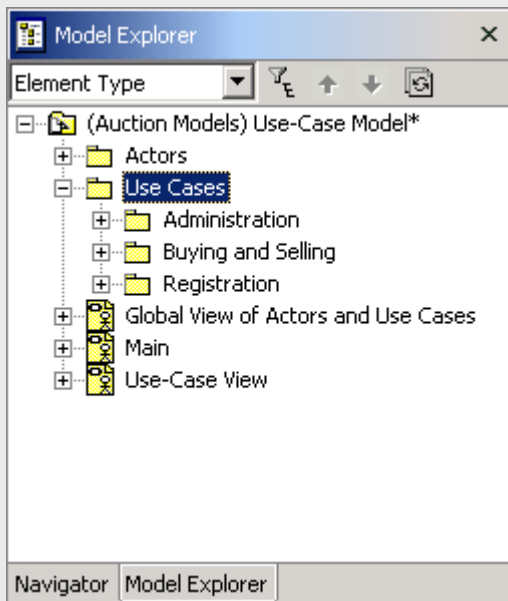 Model Explorer
Element Type
(Auction Models) Use-Case Model*
Actors
Use Cases
Administration
Buying and Selling
Registration
Global View of Actors and Use Cases
Main
Use-Case View
Navigator Model Explorer